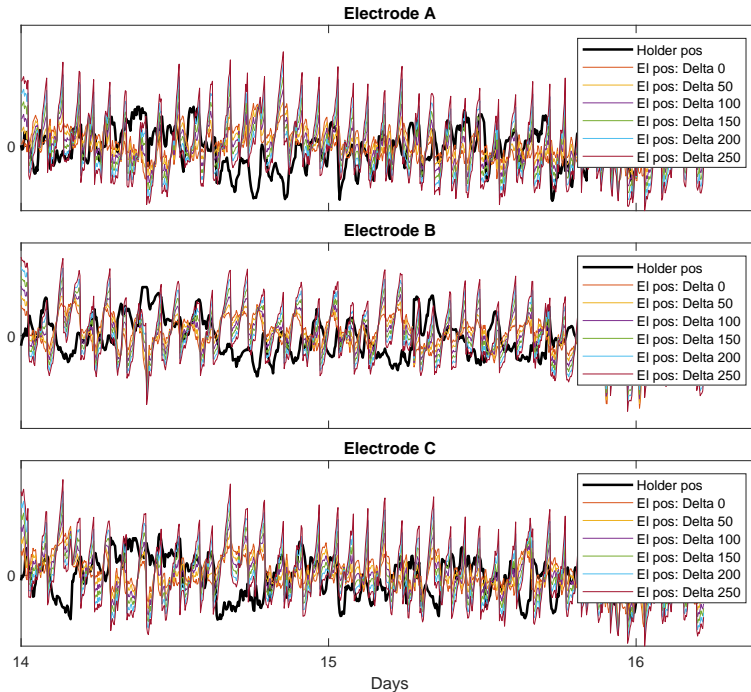 Electrode A
0
Holder pos
El pos: Delta 0
El pos: Delta 50
El pos: Delta 100
El pos: Delta 150
El pos: Delta 200
El pos: Delta 250
Electrode B
0
Holder pos
El pos: Delta 0
El pos: Delta 50
El pos: Delta 100
El pos: Delta 150
El pos: Delta 200
El pos: Delta 250
Electrode C
0
Holder pos
El pos: Delta 0
El pos: Delta 50
El pos: Delta 100
El pos: Delta 150
El pos: Delta 200
El pos: Delta 250
14 15 16
Days